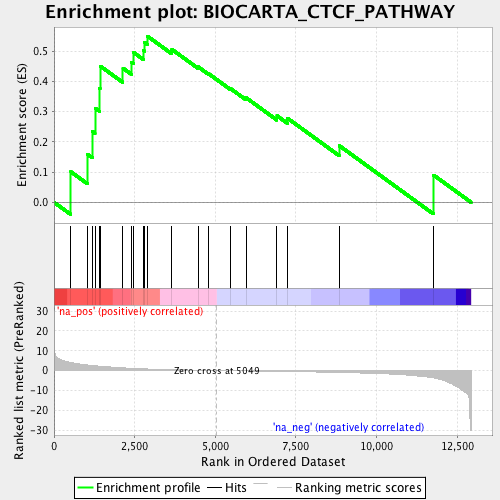 Enrichment plot: BIOCARTA_CTCF_PATHWAY
Enrichment score (ES)
0.5
0.4
0.3
0.2
0.1
0.0
'na_pos' (positively correlated)
Ranked list metric (PreRanked)
30
20
10
0
-10
-20
-30
Zero cross at 5049
'na_neg' (negatively correlated)
0
2,500
5,000
7,500
10,000
12,500
Rank in Ordered Dataset
Enrichment profile
Hits
Ranking metric scores